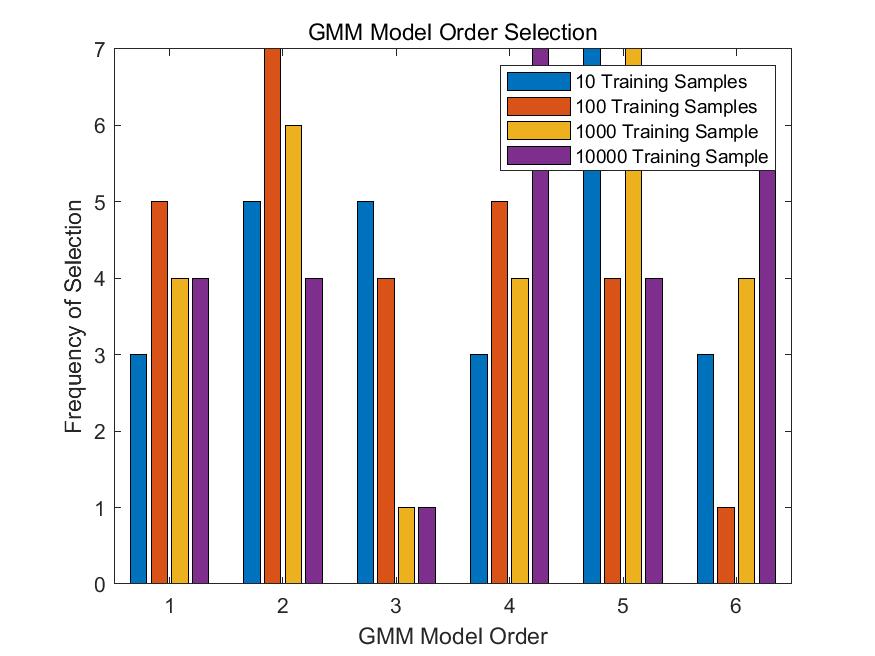 GMM Model Order Selection
7
6
5
4
3
2
1
0
Frequency of Selection
10 Training Samples
100 Training Samples
1000 Training Sample
10000 Training Sample
1 2 3 4 5 6
GMM Model Order